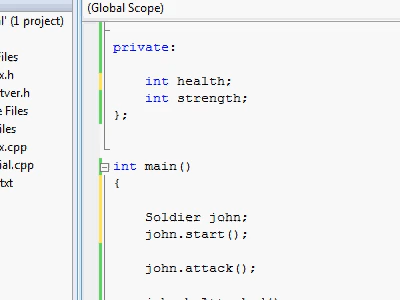 (Global Scope)
l' (1 project)
private:
int health;
int strength;
};
int main()
{
Soldier john;
john.start();
john.attack();
iles
x.h
tver.h
e Files
iles
x.cpp
ial.cpp
txt